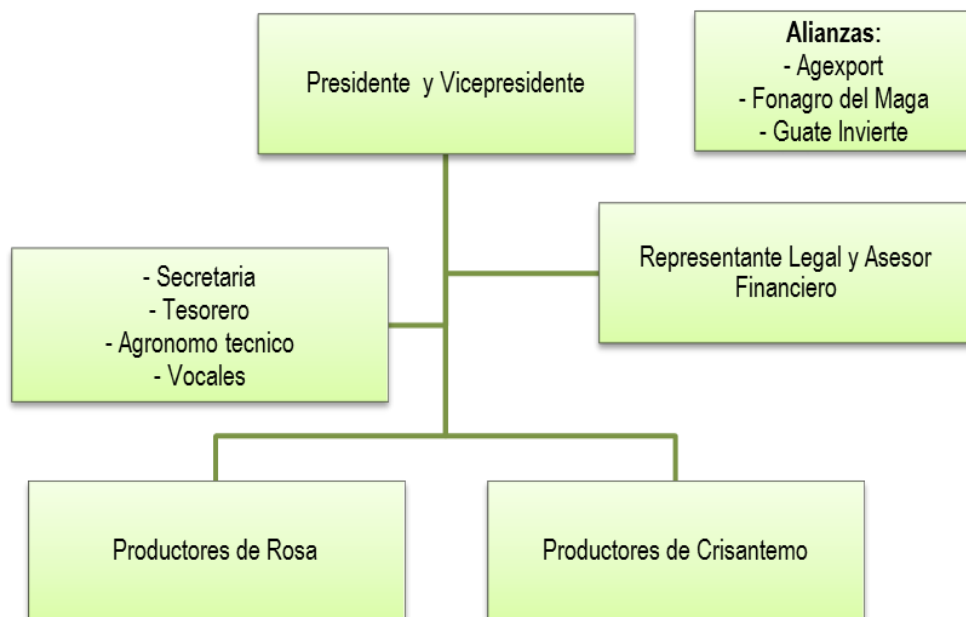 Presidente y Vicepresidente
Alianzas:
- Agexport
- Fonagro del Maga
- Guate Invierte
Representante Legal y Asesor
Financiero
- Secretaria
- Tesorero
- Agronomo tecnico
- Vocales
Productores de Rosa
Productores de Crisantemo